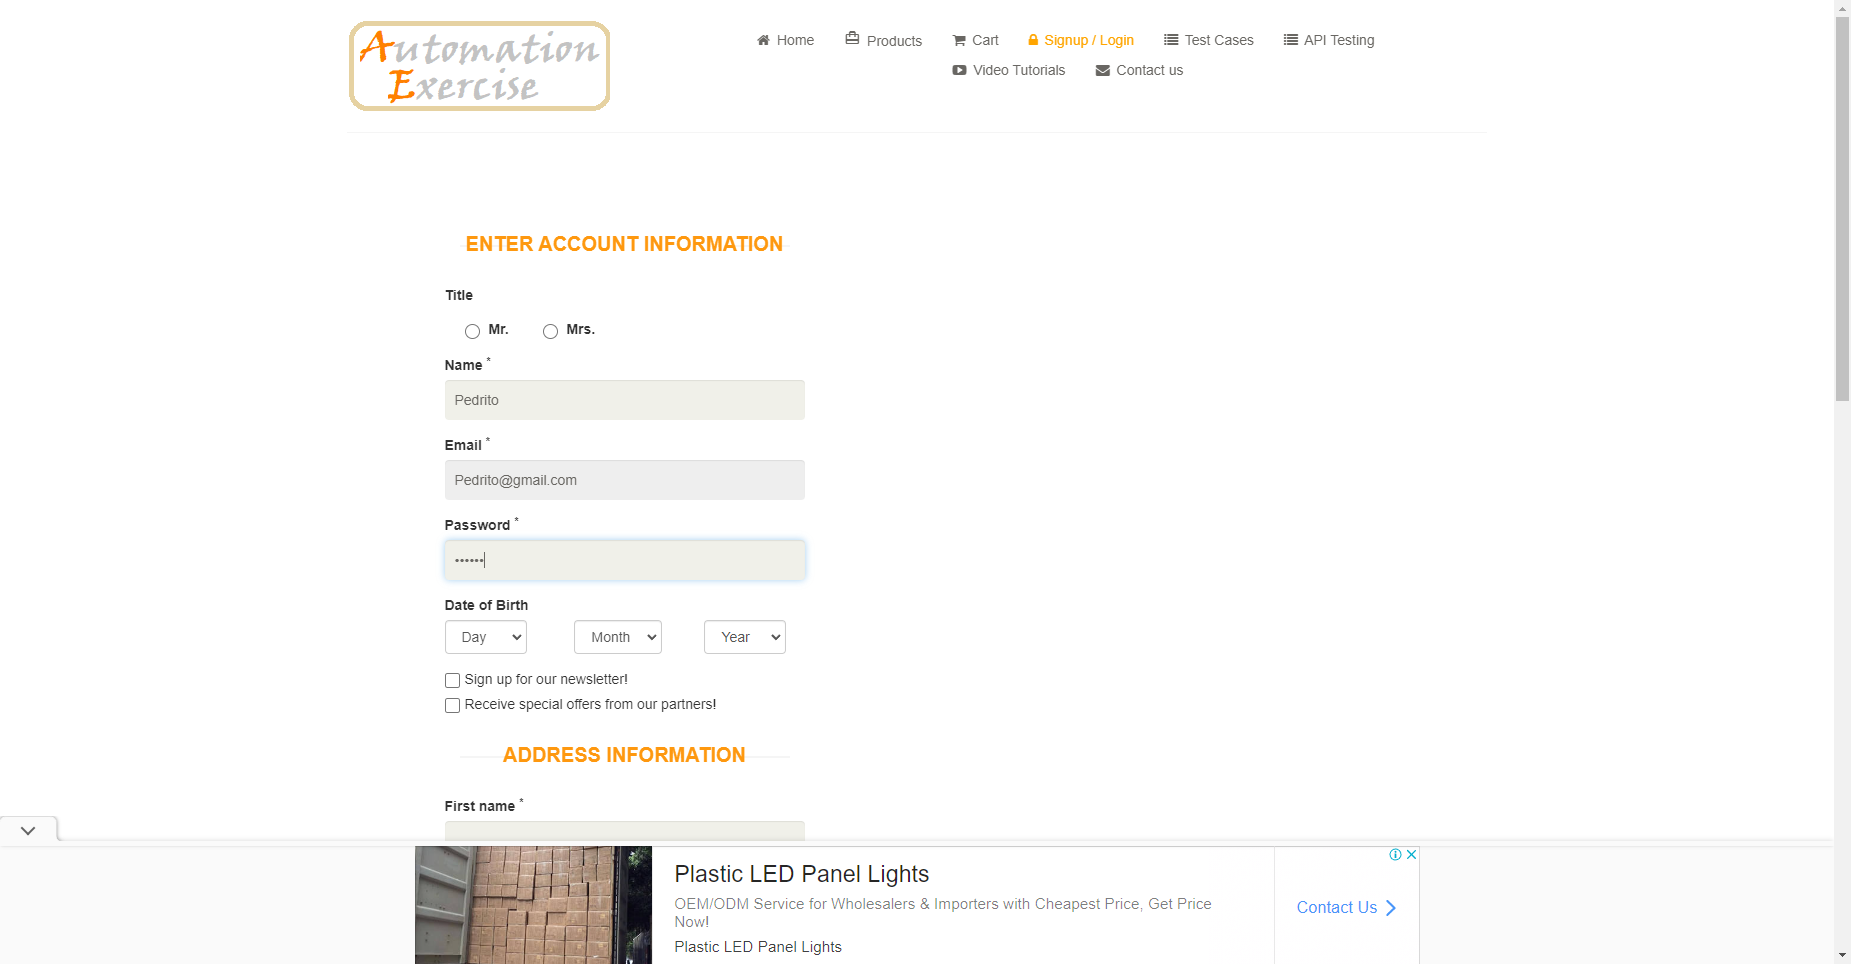 Automation
Exercise
Home
Products
Cart
Signup / Login
Test Cases
API Testing
Video Tutorials
Contact us
ENTER ACCOUNT INFORMATION
Title
Mr.
Mrs.
Name *
Pedrito
Email *
Pedrito@gmail.com
Password *
••••••
Date of Birth
Day
Month
Year
Sign up for our newsletter!
Receive special offers from our partners!
ADDRESS INFORMATION
First name *
Plastic LED Panel Lights
OEM/ODM Service for Wholesalers & Importers with Cheapest Price, Get Price
Now!
Plastic LED Panel Lights
Contact Us